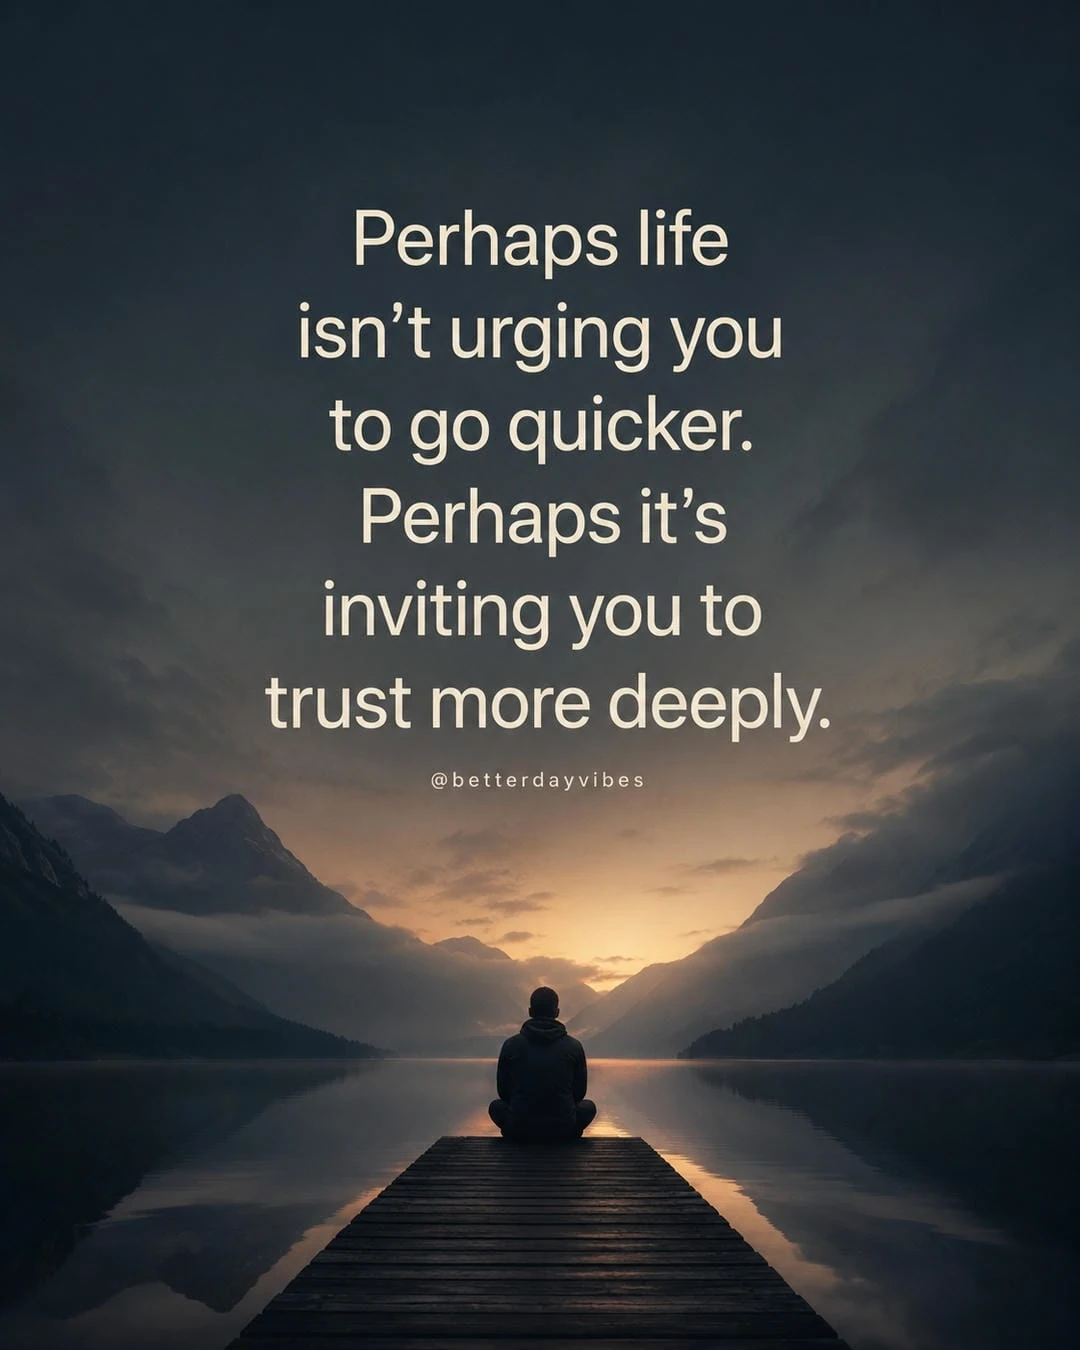 Perhaps life
isn’t urging you
to go quicker.
Perhaps it’s
inviting you to
trust more deeply.
@betterdayvibes